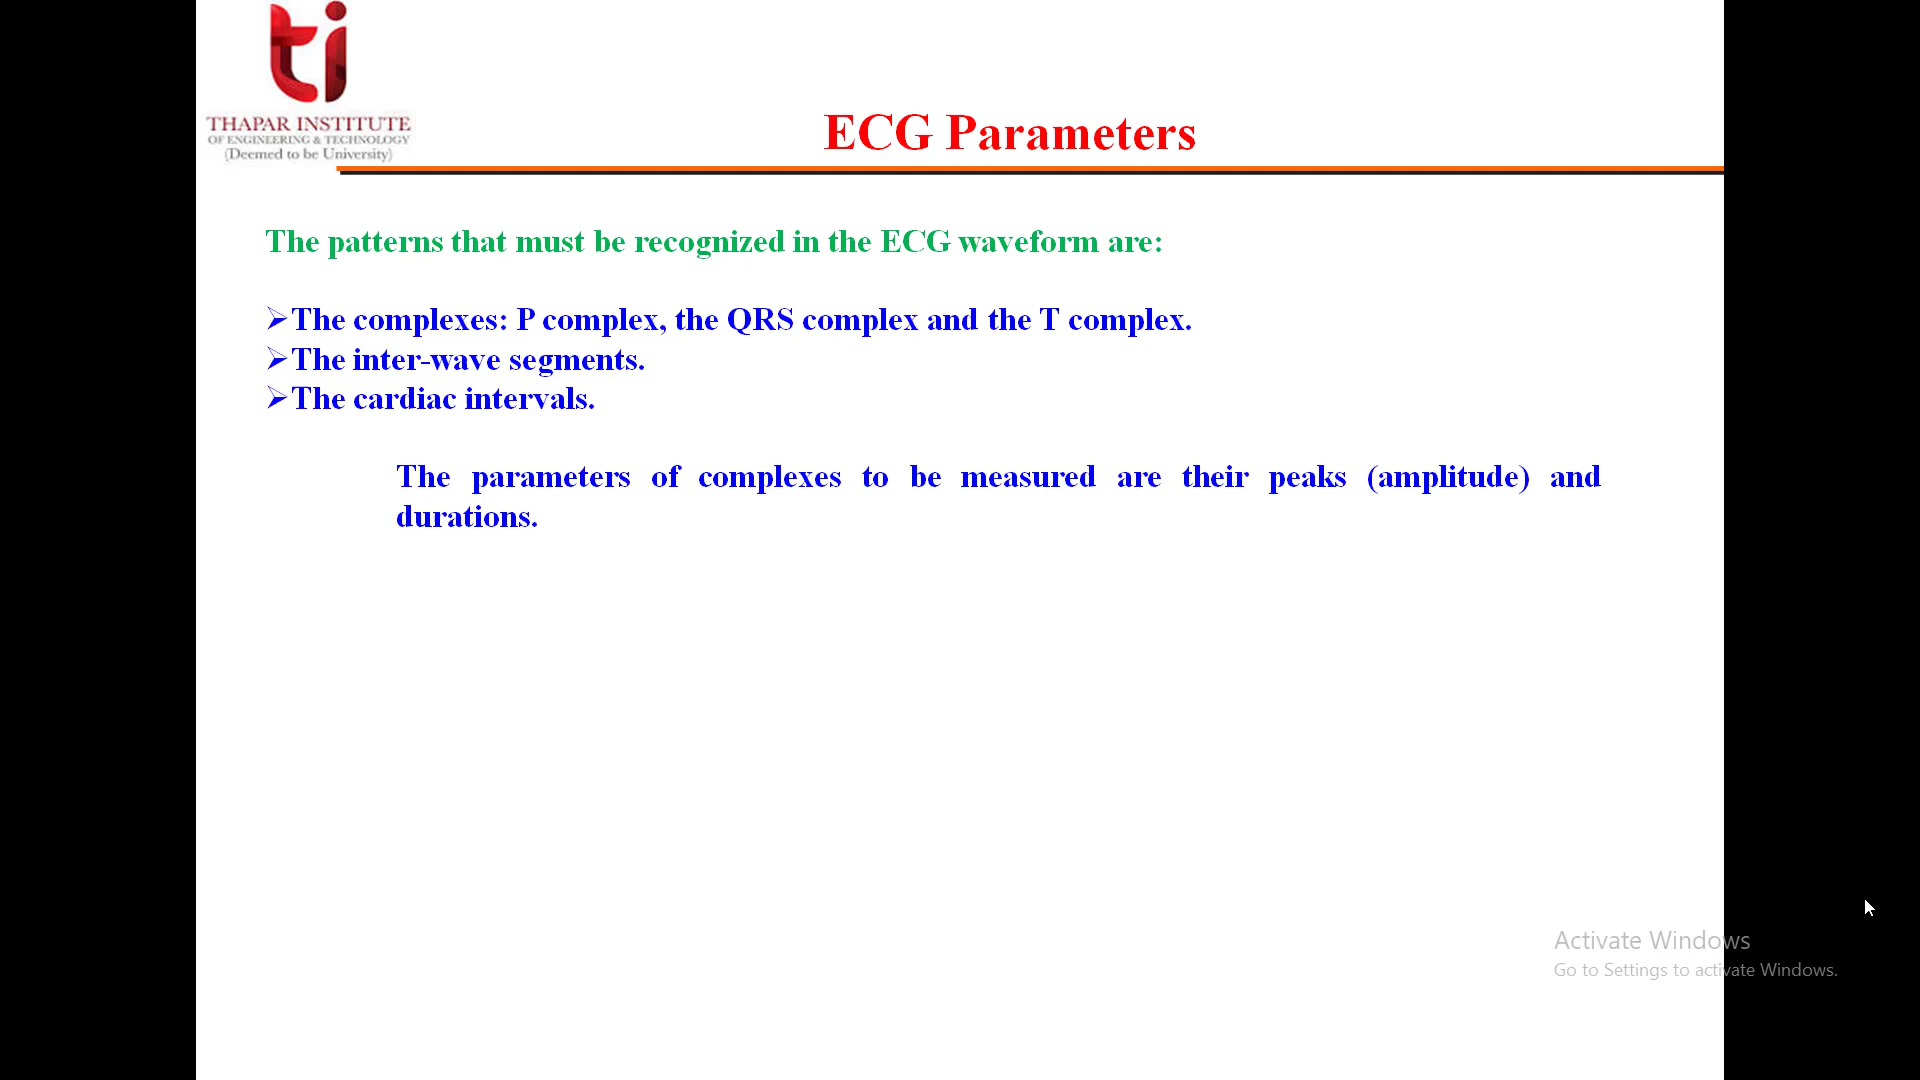 ti
THAPAR INSTITUTE
OF ENGINEERING & TECHNOLOGY
(Deemed to be University)
ECG Parameters
The patterns that must be recognized in the ECG waveform are:
➢The complexes: P complex, the QRS complex and the T complex.
➢The inter-wave segments.
➢The cardiac intervals.
The parameters of complexes to be measured are their peaks (amplitude) and
durations.
Activate Windows
Go to Settings to activate Windows.